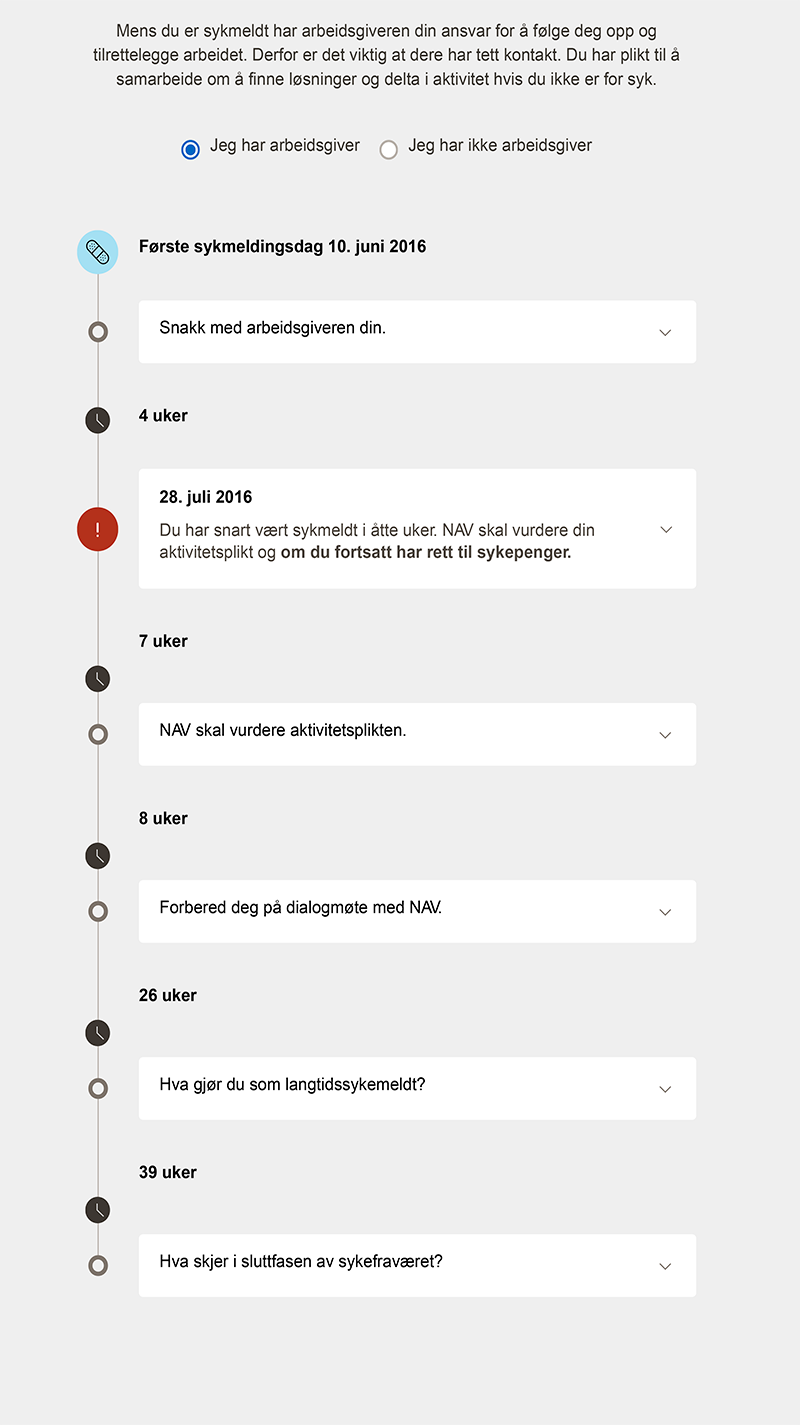 Mens du er sykmeldt har arbeidsgiveren din ansvar for å følge deg opp og
tilrettelegge arbeidet. Derfor er det viktig at dere har tett kontakt. Du har plikt til å
samarbeide om å finne løsninger og delta i aktivitet hvis du ikke er for syk.
Jeg har arbeidsgiver
Jeg har ikke arbeidsgiver
Første sykmeldingsdag 10. juni 2016
Snakk med arbeidsgiveren din.
4 uker
28. juli 2016
Du har snart vært sykmeldt i åtte uker. NAV skal vurdere din
aktivitetsplikt og om du fortsatt har rett til sykepenger.
7 uker
NAV skal vurdere aktivitetsplikten.
8 uker
Forbered deg på dialogmøte med NAV.
26 uker
Hva gjør du som langtidssykemeldt?
39 uker
Hva skjer i sluttfasen av sykefraværet?